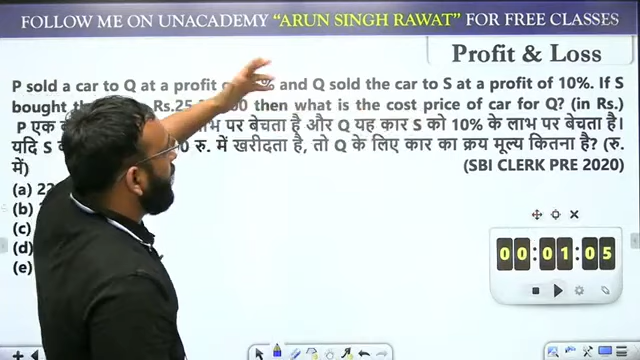 FOLLOW ME ON UNACADEMY “ARUN SINGH RAWAT” FOR FREE CLASSES
Profit & Loss
P sold a car to Q at a profit % and Q sold the car to S at a profit of 10%. If S
bought Rs.25 then what is the cost price of car for Q? (in Rs.)
P एक पर बेचता है और Q यह कार S को 10% के लाभ पर बेचता है।
यदि S रु. में खरीदता है, तो Q के लिए कार का क्रय मूल्य कितना है? (रु.
में) (SBI CLERK PRE 2020)
(a) 22
(b)
(c)
(d)
(e)
00:01:05